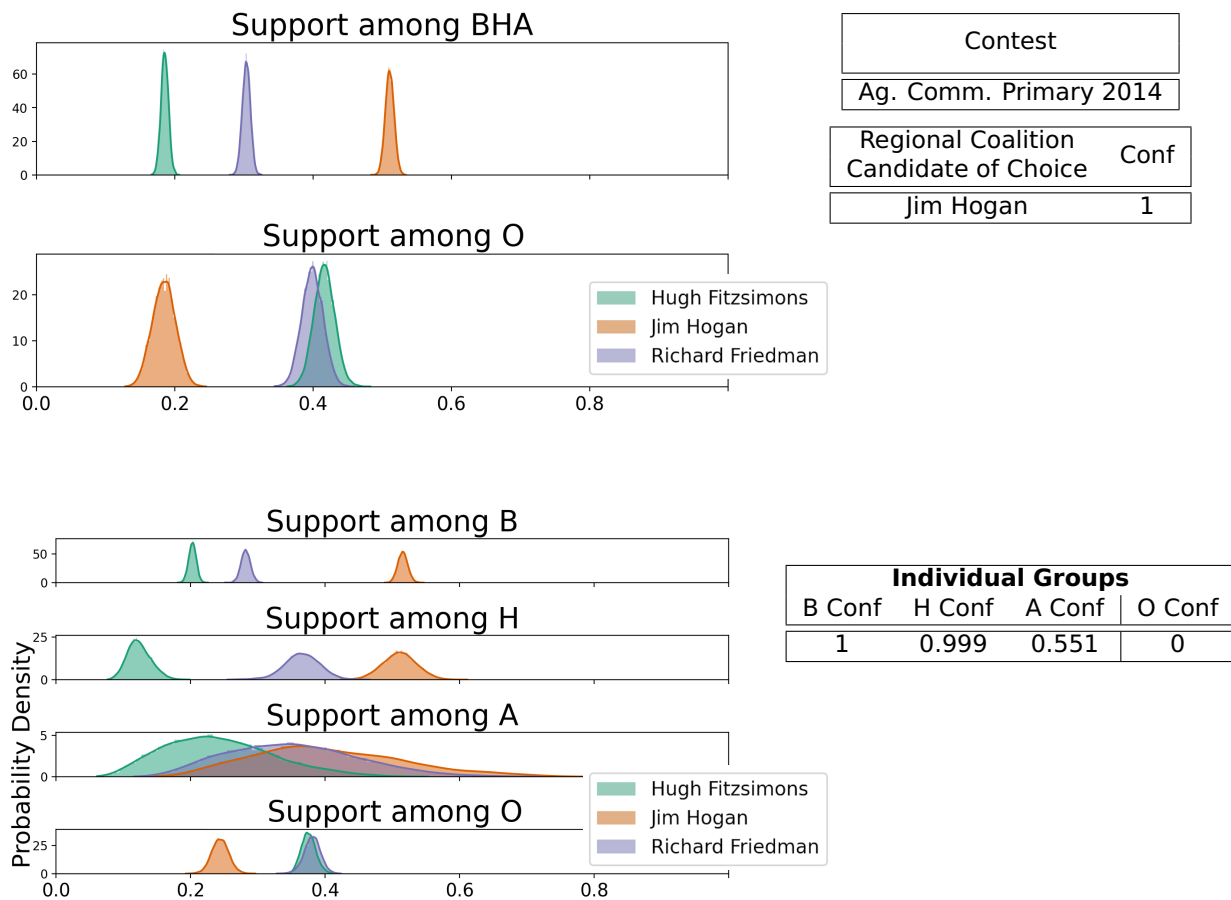 Support among BHA
60
40
20
0
0.0 0.2 0.4 0.6 0.8
Support among O
20
10
0
Hugh Fitzsimons
Jim Hogan
Richard Friedman
Contest
Ag. Comm. Primary 2014
Regional Coalition
Candidate of Choice Conf
Jim Hogan 1
Probability Density
Support among B
50
0
Support among H
25
0
Support among A
5
0
Support among O
25
0
0.0 0.2 0.4 0.6 0.8
Hugh Fitzsimons
Jim Hogan
Richard Friedman
Individual Groups
B Conf H Conf A Conf O Conf
1 0.999 0.551 0